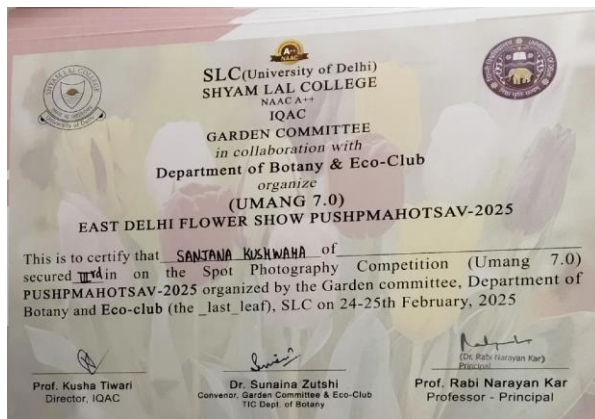 A++
NAAC
SLC(University of Delhi)
SHYAM LAL COLLEGE
NAAC A++
IQAC
GARDEN COMMITTEE
in collaboration with
Department of Botany & Eco-Club
organize
(UMANG 7.0)
EAST DELHI FLOWER SHOW PUSHPMAHOTSAV-2025
This is to certify that SANJANA KUSHWAHA of
secured IIIrd in on the Spot Photography Competition (Umang 7.0)
PUSHPMAHOTSAV-2025 organized by the Garden committee, Department of
Botany and Eco-club (the _last_leaf), SLC on 24-25th February, 2025
(Dr. Rabi Narayan Kar)
Principal
Prof. Kusha Tiwari
Director, IQAC
Dr. Sunaina Zutshi
Convenor, Garden Committee & Eco-Club
TIC Dept. of Botany
Prof. Rabi Narayan Kar
Professor - Principal